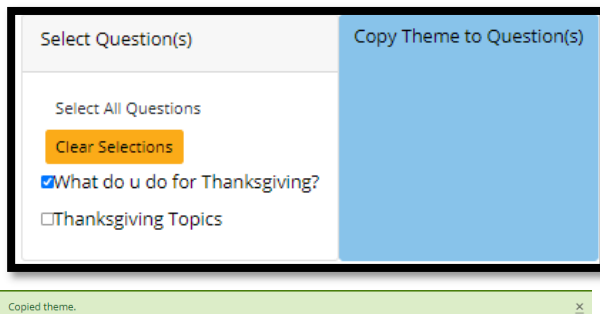 Select Question(s)
Copy Theme to Question(s)
Select All Questions
Clear Selections
What do u do for Thanksgiving?
Thanksgiving Topics
Copied theme.